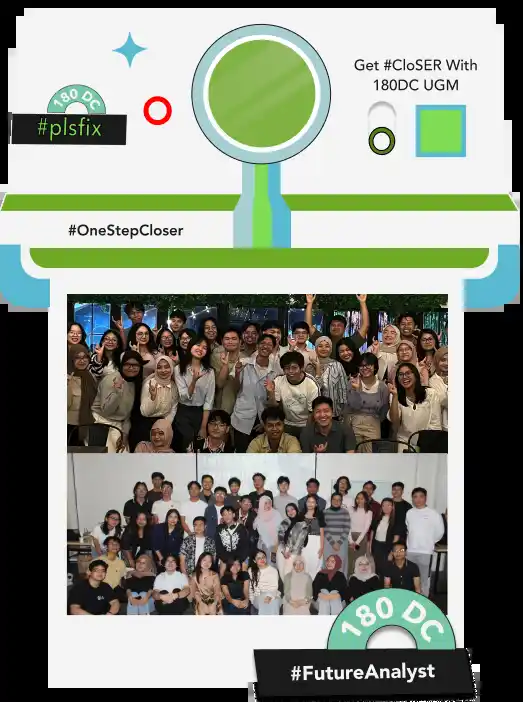 Get #CloSER With
180DC UGM
180 DC
#plsfix
#OneStepCloser
180 DC
#FutureAnalyst